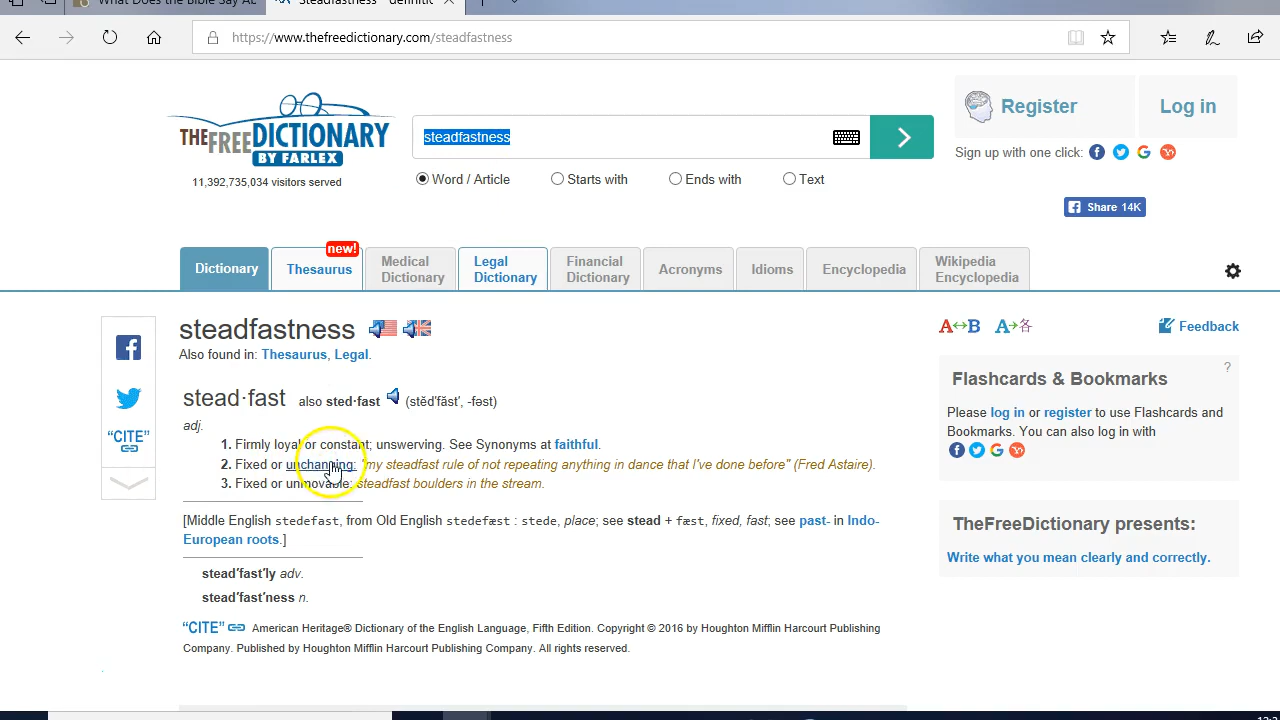 What Does the Bible Say Ab
Steadfastness - definitio
https://www.thefreedictionary.com/steadfastness
THEFREEDICTIONARY
BY FARLEX
11,392,735,034 visitors served
steadfastness
Word / Article Starts with Ends with Text
Register Log in
Sign up with one click:
Share 14K
new!
Dictionary Thesaurus Medical Dictionary Legal Dictionary Financial Dictionary Acronyms Idioms Encyclopedia Wikipedia Encyclopedia
steadfastness
Also found in: Thesaurus, Legal.
stead·fast also sted·fast (stĕd′făst′, -fəst)
adj.
1. Firmly loyal or constant; unswerving. See Synonyms at faithful.
2. Fixed or unchanging: "my steadfast rule of not repeating anything in dance that I've done before" (Fred Astaire).
3. Fixed or unmovable: steadfast boulders in the stream.
[Middle English stedefast, from Old English stedefæst : stede, place; see stead + fæst, fixed, fast; see past- in Indo-
European roots.]
stead′fast′ly adv.
stead′fast′ness n.
“CITE” American Heritage® Dictionary of the English Language, Fifth Edition. Copyright © 2016 by Houghton Mifflin Harcourt Publishing
Company. Published by Houghton Mifflin Harcourt Publishing Company. All rights reserved.
“CITE”
A↔B A→各
Feedback
Flashcards & Bookmarks ?
Please log in or register to use Flashcards and
Bookmarks. You can also log in with
TheFreeDictionary presents:
Write what you mean clearly and correctly.